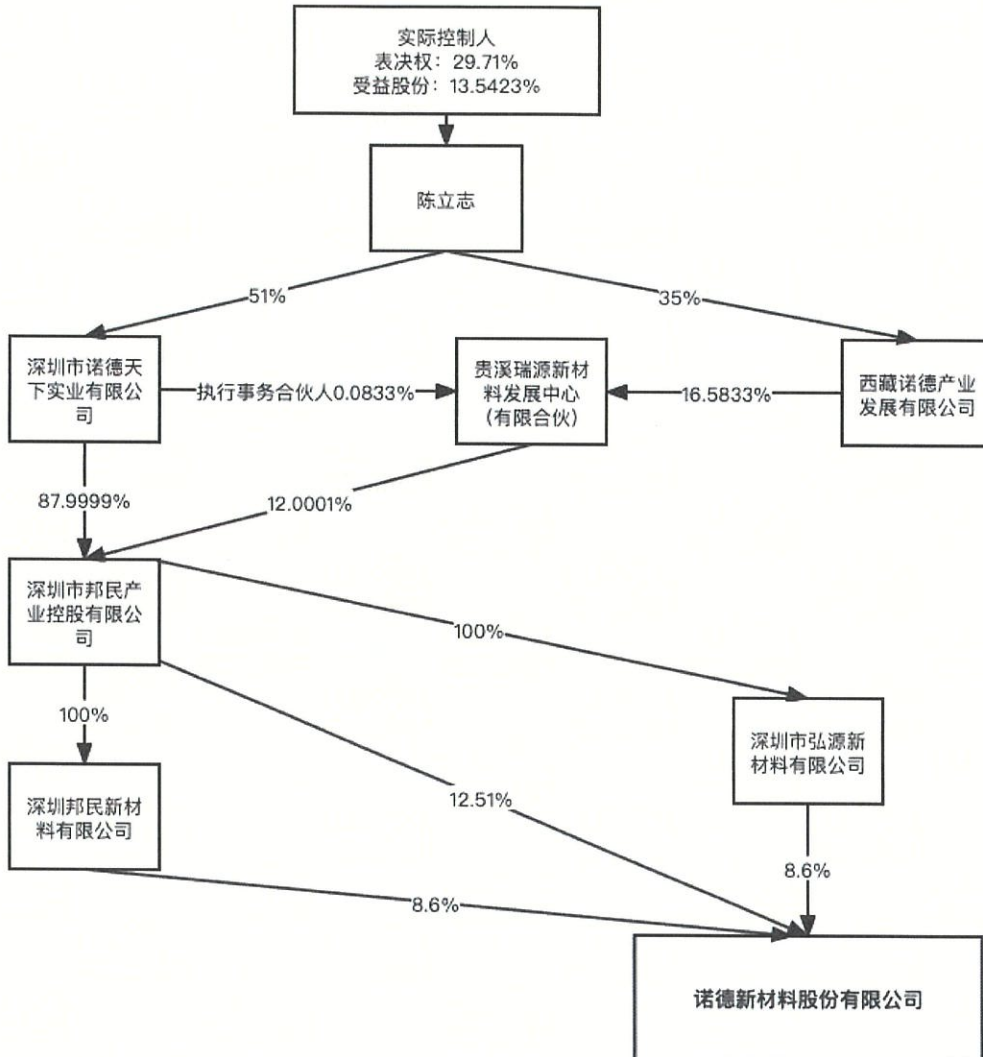 实际控制人
表决权：29.71%
受益股份：13.5423%
陈立志
51%
35%
深圳市诺德天
下实业有限公
司
执行事务合伙人0.0833%
贵溪瑞源新材
料发展中心
（有限合伙）
16.5833%
西藏诺德产业
发展有限公司
87.9999%
12.0001%
深圳市邦民产
业控股有限公
司
100%
100%
深圳市弘源新
材料有限公司
深圳邦民新材
料有限公司
12.51%
8.6%
8.6%
诺德新材料股份有限公司